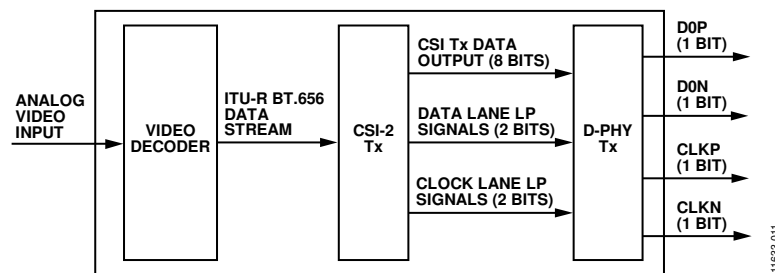 ANALOG
VIDEO
INPUT
VIDEO
DECODER
ITU-R BT.656
DATA
STREAM
CSI-2
Tx
CSI Tx DATA
OUTPUT (8 BITS)
DATA LANE LP
SIGNALS (2 BITS)
CLOCK LANE LP
SIGNALS (2 BITS)
D-PHY
Tx
D0P
(1 BIT)
D0N
(1 BIT)
CLKP
(1 BIT)
CLKN
(1 BIT)
11633-011